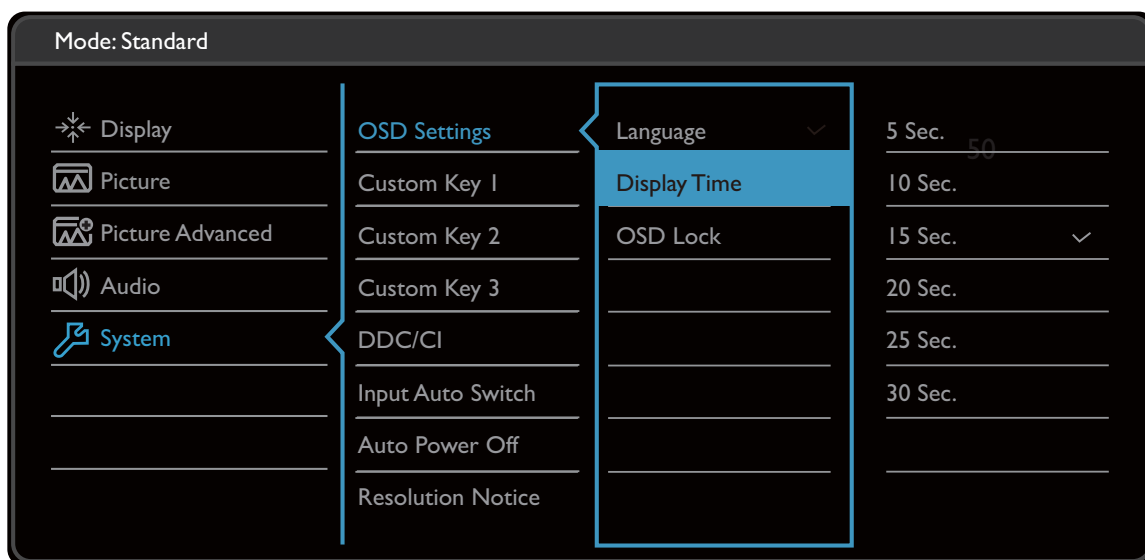 Mode: Standard
Display
Picture
Picture Advanced
Audio
System
OSD Settings
Custom Key 1
Custom Key 2
Custom Key 3
DDC/CI
Input Auto Switch
Auto Power Off
Resolution Notice
Language
Display Time
OSD Lock
5 Sec.
50
10 Sec.
15 Sec.
20 Sec.
25 Sec.
30 Sec.